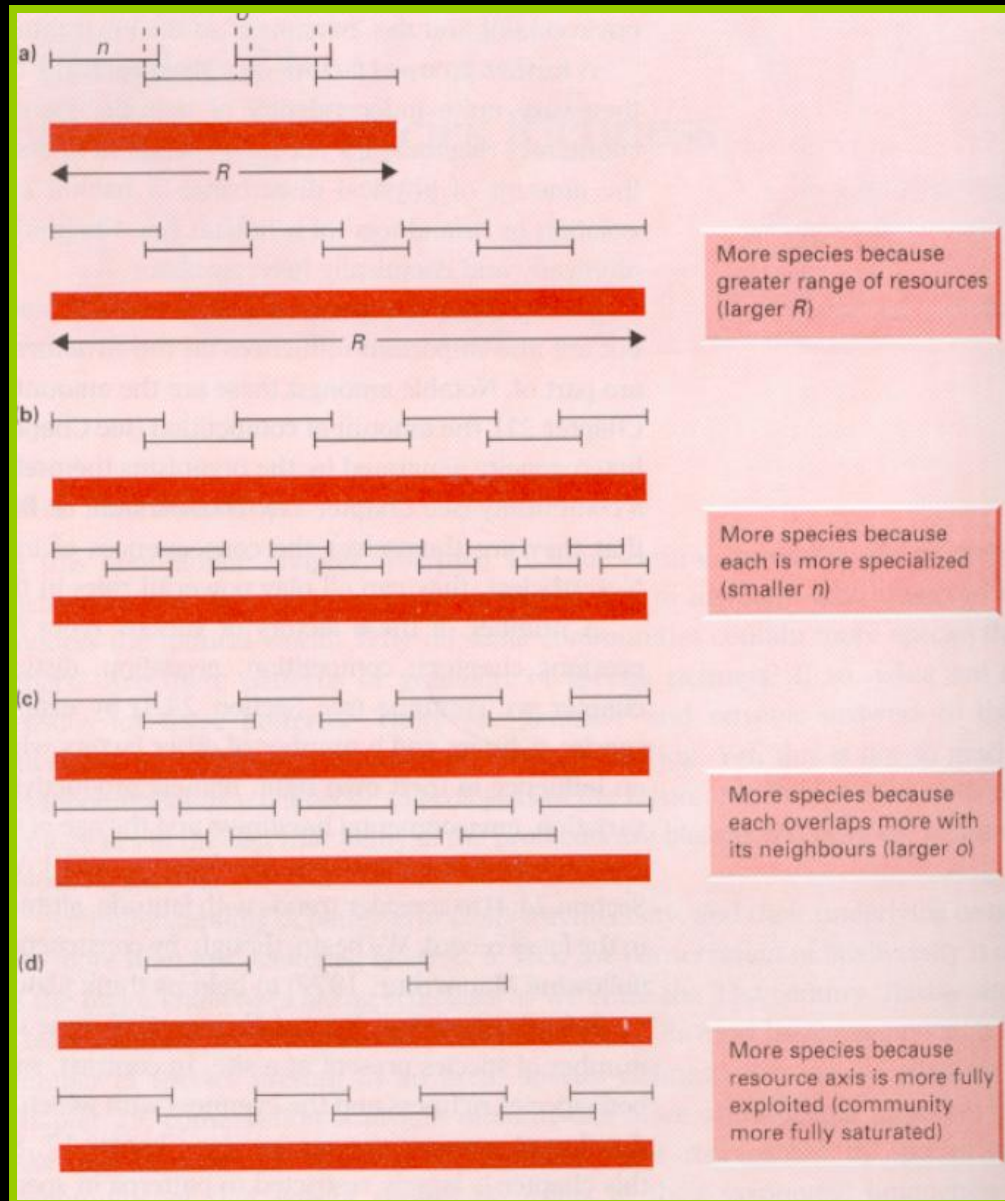 a)
n
R
More species because
greater range of resources
(larger R)
R
(b)
More species because
each is more specialized
(smaller n)
(c)
More species because
each overlaps more with
its neighbours (larger o)
(d)
More species because
resource axis is more fully
exploited (community
more fully saturated)